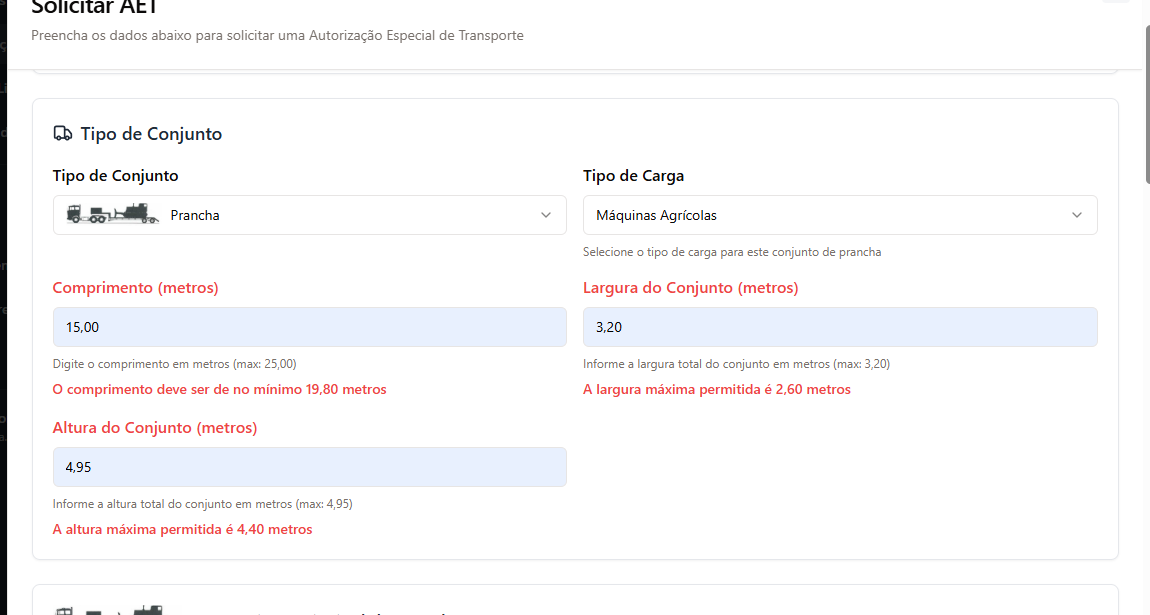 Solicitar AET
Preencha os dados abaixo para solicitar uma Autorização Especial de Transporte
Tipo de Conjunto
Tipo de Conjunto
Tipo de Carga
Prancha
Máquinas Agrícolas
Selecione o tipo de carga para este conjunto de prancha
Comprimento (metros)
Largura do Conjunto (metros)
15,00
3,20
Digite o comprimento em metros (max: 25,00)
Informe a largura total do conjunto em metros (max: 3,20)
O comprimento deve ser de no mínimo 19,80 metros
A largura máxima permitida é 2,60 metros
Altura do Conjunto (metros)
4,95
Informe a altura total do conjunto em metros (max: 4,95)
A altura máxima permitida é 4,40 metros